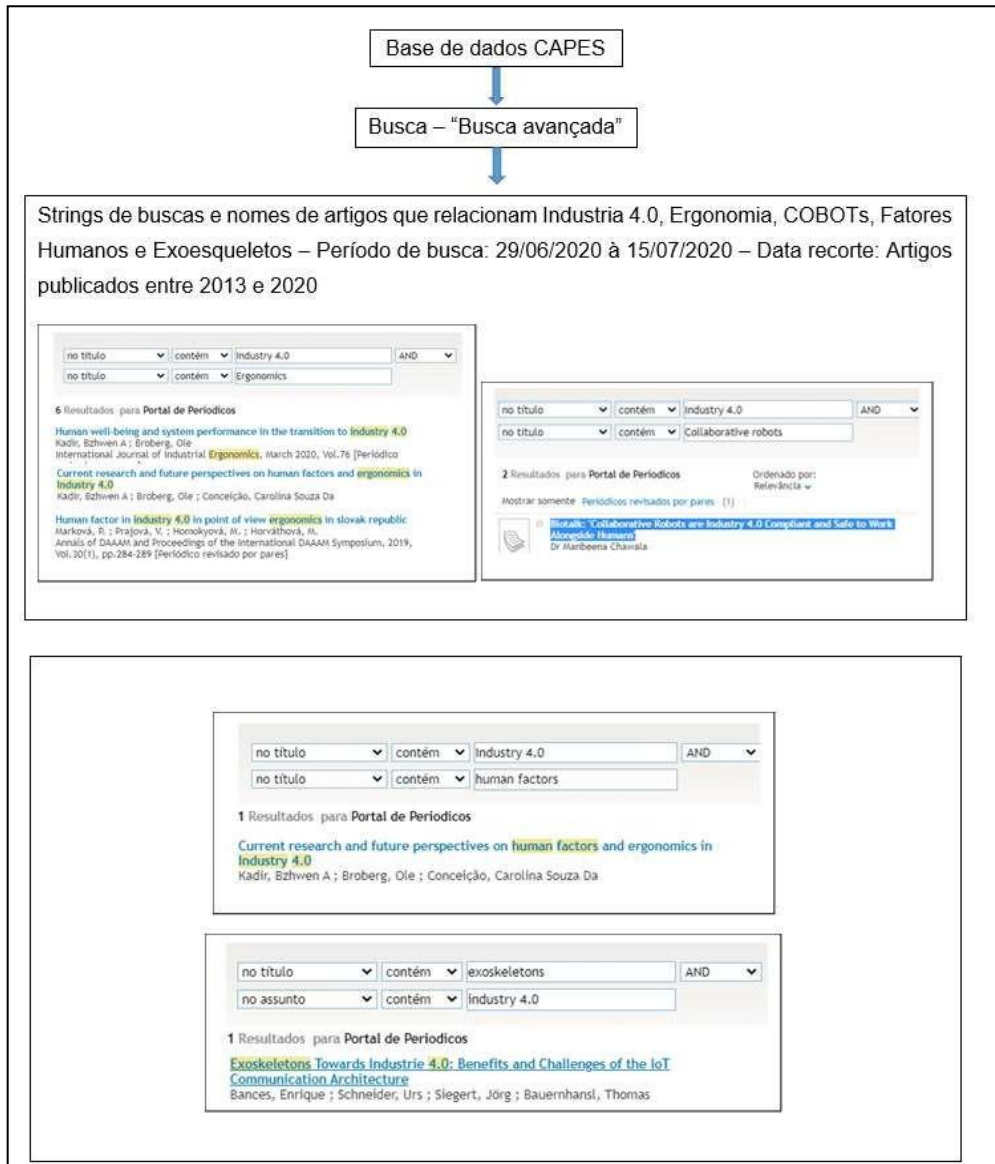 Base de dados CAPES
Busca – “Busca avançada”
Strings de buscas e nomes de artigos que relacionam Industria 4.0, Ergonomia, COBOTs, Fatores
Humanos e Exoesqueletos – Período de busca: 29/06/2020 à 15/07/2020 – Data recorte: Artigos
publicados entre 2013 e 2020
no título contém Industry 4.0 AND
no título contém Ergonomics
6 Resultados para Portal de Periodicos
Human well-being and system performance in the transition to Industry 4.0
Kadir, Bzhwen A ; Broberg, Ole
International Journal of Industrial Ergonomics, March 2020, Vol.76 [Periódico
Current research and future perspectives on human factors and ergonomics in
Industry 4.0
Kadir, Bzhwen A ; Broberg, Ole ; Conceição, Carolina Souza Da
Human factor in industry 4.0 in point of view ergonomics in slovak republic
Marková, P. ; Prajová, V. ; Homokyová, M. ; Horváthová, M.
Annals of DAAAM and Proceedings of the International DAAAM Symposium, 2019,
Vol.30(1), pp.284-289 [Periódico revisado por pares]
no título contém Industry 4.0 AND
no título contém Collaborative robots
2 Resultados para Portal de Periodicos Ordenado por:
Relevância
Mostrar somente Periódicos revisados por pares (1)
Biotalk: 'Collaborative Robots are Industry 4.0 Compliant and Safe to Work
Alongside Humans'
Dr Manbeena Chawala
no título contém Industry 4.0 AND
no título contém human factors
1 Resultados para Portal de Periodicos
Current research and future perspectives on human factors and ergonomics in
Industry 4.0
Kadir, Bzhwen A ; Broberg, Ole ; Conceição, Carolina Souza Da
no título contém exoskeletons AND
no assunto contém industry 4.0
1 Resultados para Portal de Periodicos
Exoskeletons Towards Industrie 4.0: Benefits and Challenges of the IoT
Communication Architecture
Bances, Enrique ; Schneider, Urs ; Siegert, Jörg ; Bauernhansl, Thomas